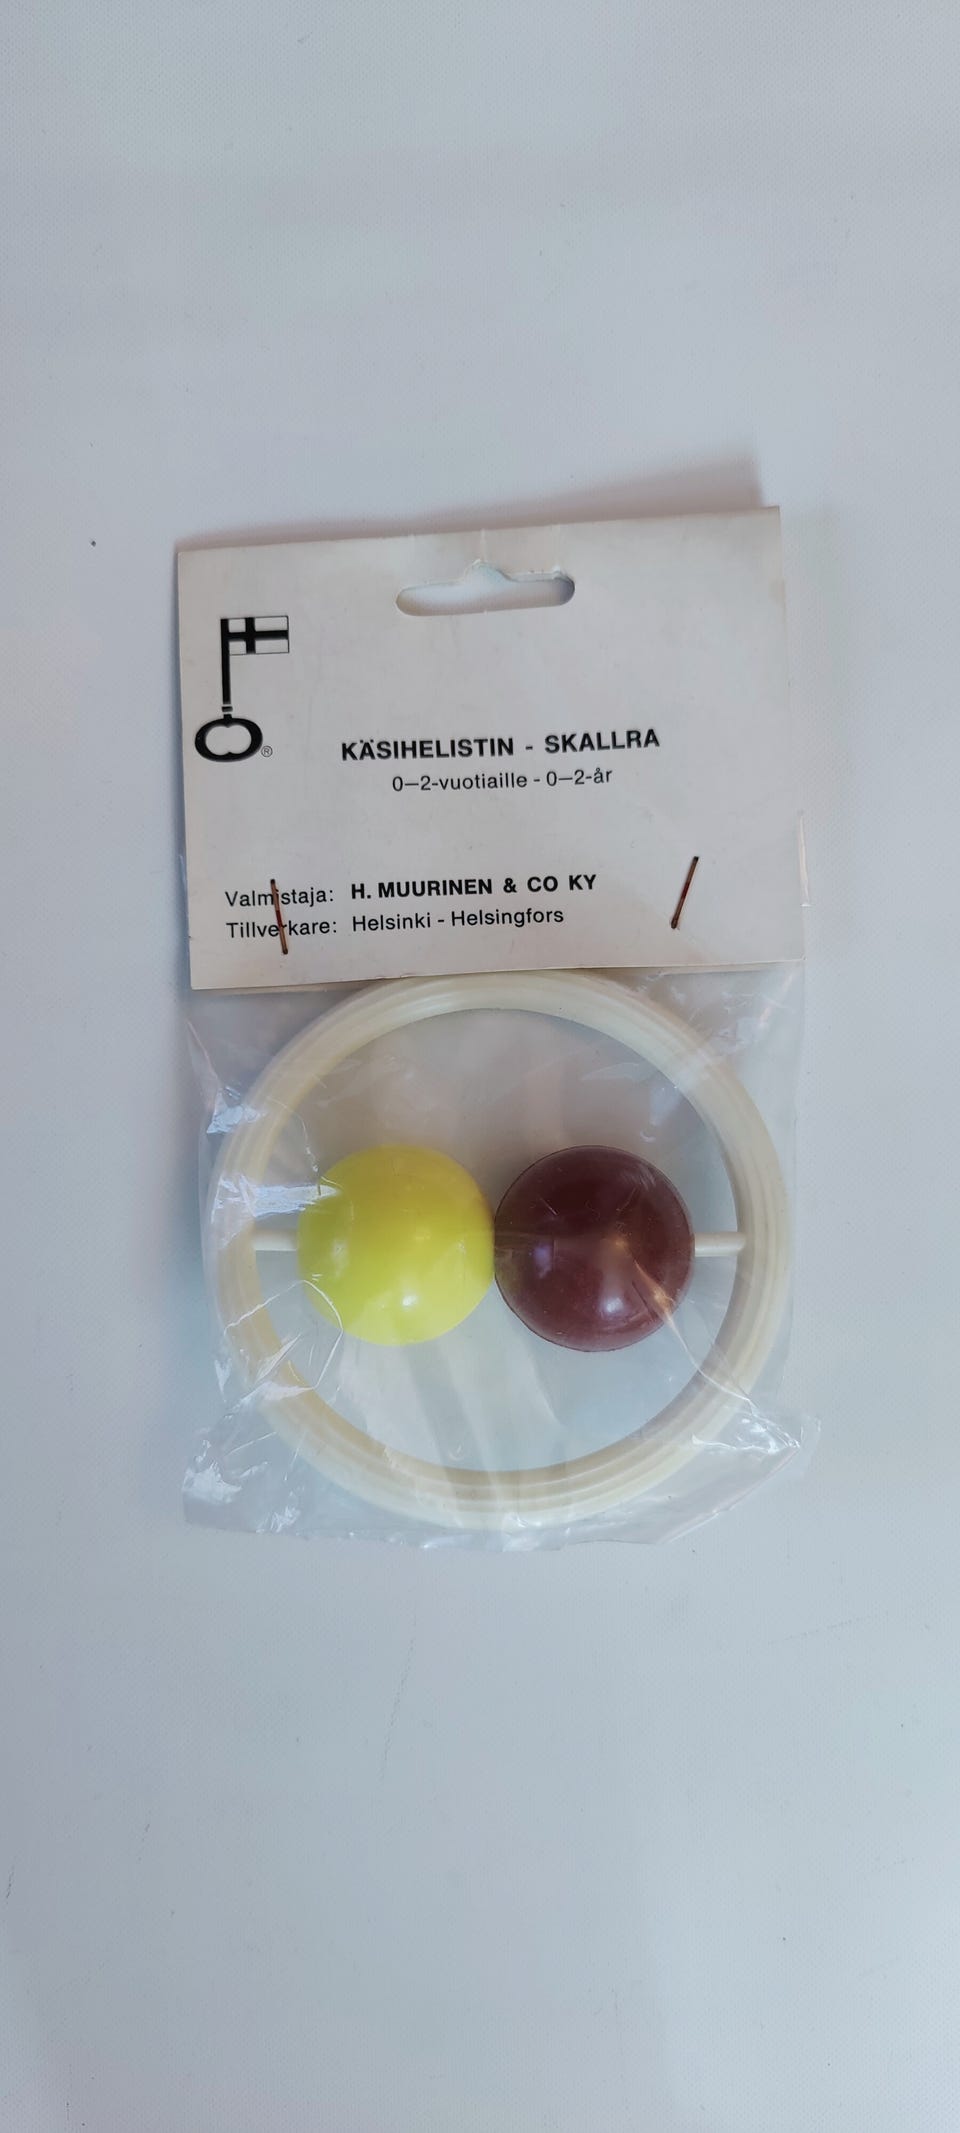 ®
KÄSIHELISTIN - SKALLRA
0—2-vuotiaille - 0—2-år
Valmistaja: H. MUURINEN & CO KY
Tillverkare: Helsinki - Helsingfors